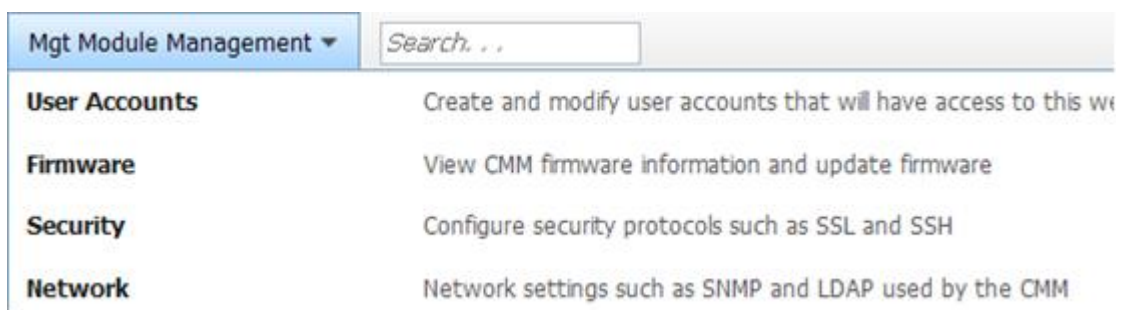 Mgt Module Management Search. . .
User Accounts Create and modify user accounts that will have access to this
Firmware View CMM firmware information and update firmware
Security Configure security protocols such as SSL and SSH
Network Network settings such as SNMP and LDAP used by the CMM